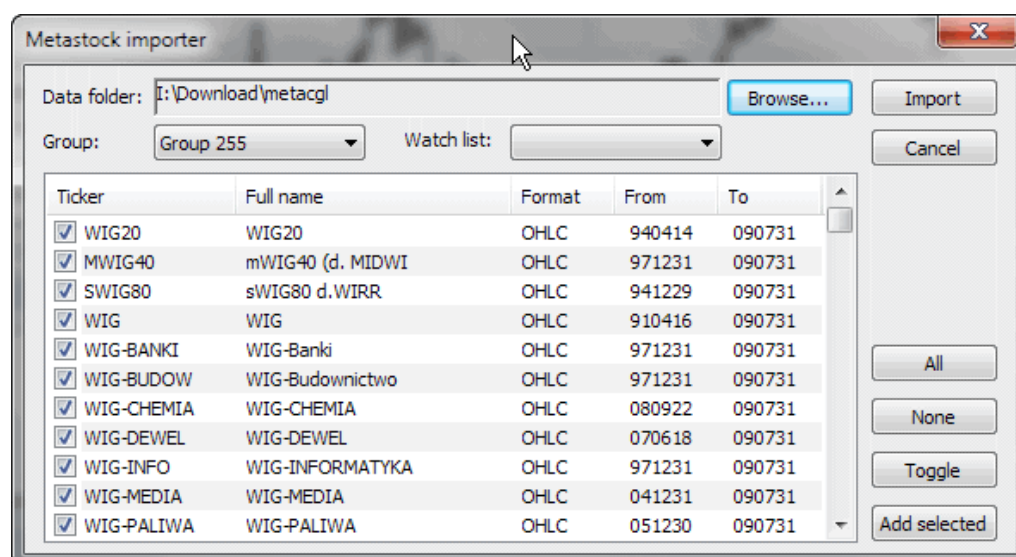 Metastock importer
Data folder: I:\Download\metacgl Browse... Import
Group: Group 255 Watch list: Cancel
Ticker Full name Format From To
WIG20 WIG20 OHLC 940414 090731
MWIG40 mWIG40 (d. MIDWI OHLC 971231 090731
SWIG80 sWIG80 d.WIRR OHLC 941229 090731
WIG WIG OHLC 910416 090731
WIG-BANKI WIG-Banki OHLC 971231 090731
WIG-BUDOW WIG-Budownictwo OHLC 971231 090731
All
WIG-CHEMIA WIG-CHEMIA OHLC 080922 090731
None
WIG-DEWEL WIG-DEWEL OHLC 070618 090731
WIG-INFO WIG-INFORMATYKA OHLC 971231 090731
Toggle
WIG-MEDIA WIG-MEDIA OHLC 041231 090731
WIG-PALIWA WIG-PALIWA OHLC 051230 090731
Add selected